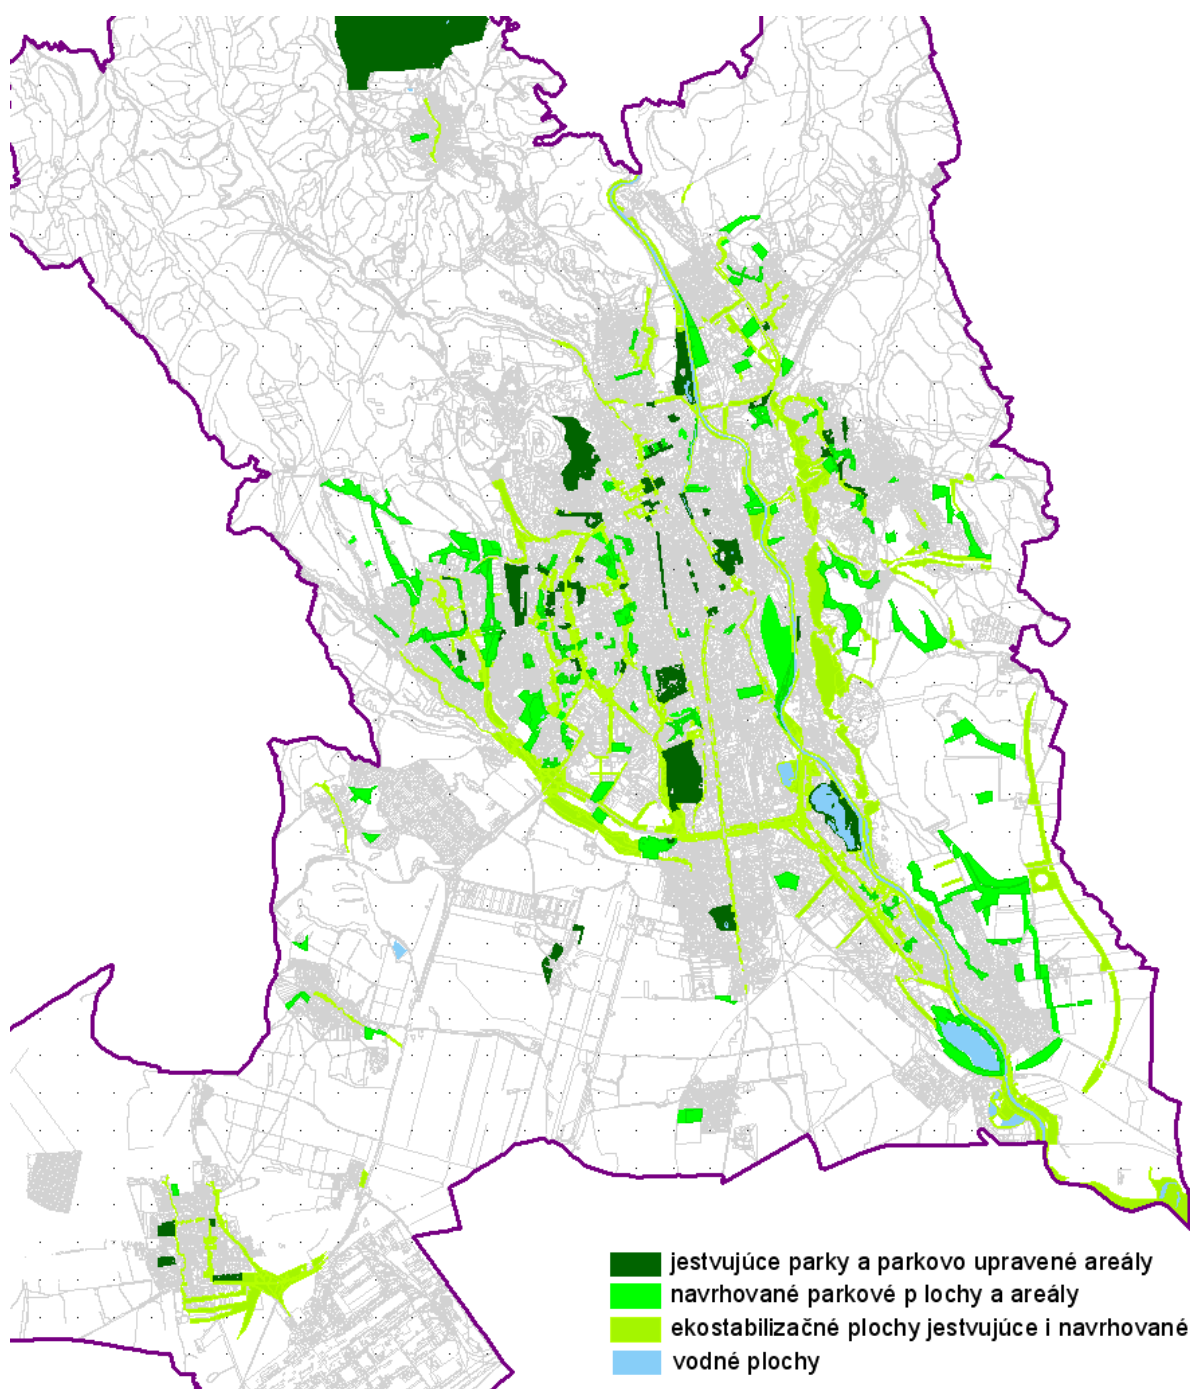 jestvujúce parky a parkovo upravené areály
navrhované parkové p lochy a areály
ekostabilizačné plochy jestvujúce i navrhované
vodné plochy